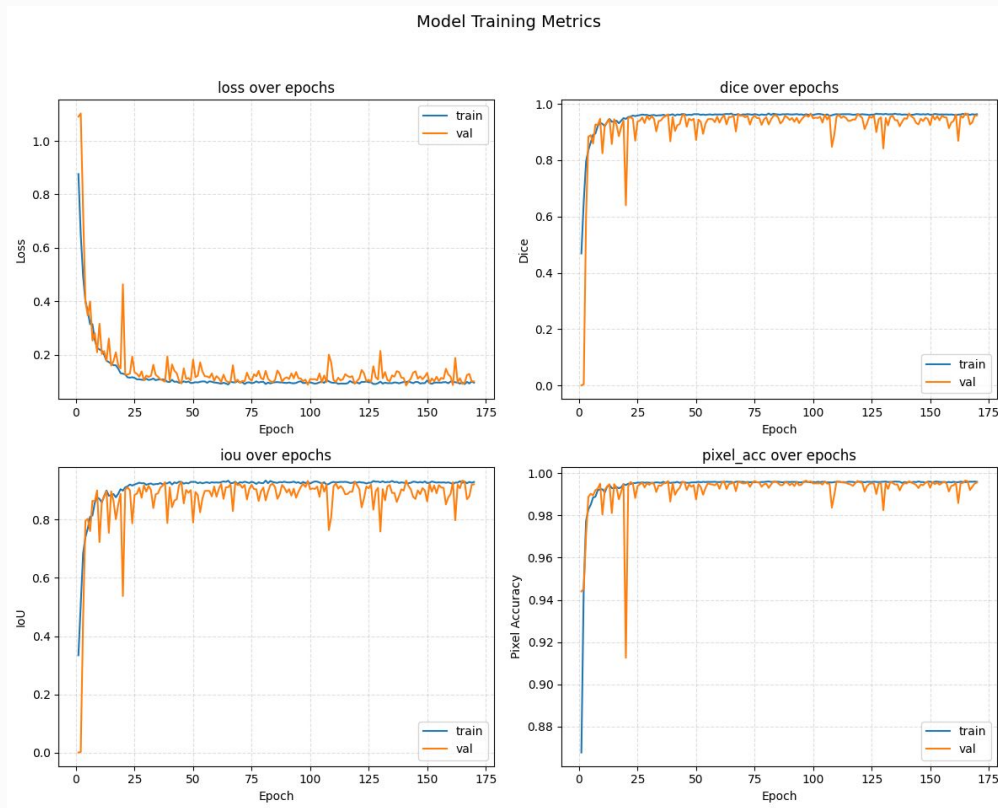 Model Training Metrics
loss over epochs
train
val
1.0
0.8
0.6
0.4
0.2
Loss
0
25
50
75
100
125
150
175
Epoch
dice over epochs
1.0
0.8
0.6
0.4
0.2
0.0
Dice
train
val
0
25
50
75
100
125
150
175
Epoch
iou over epochs
0.8
0.6
0.4
0.2
0.0
IoU
train
val
0
25
50
75
100
125
150
175
Epoch
pixel_acc over epochs
1.00
0.98
0.96
0.94
0.92
0.90
0.88
Pixel Accuracy
train
val
0
25
50
75
100
125
150
175
Epoch